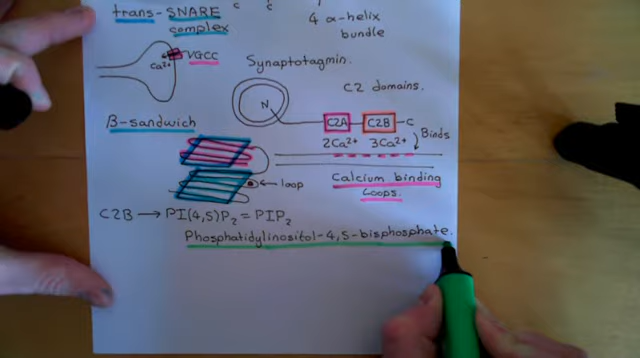 trans-SNARE
complex
c c
4 α-helix
bundle
VGCC
Ca²⁺
Synaptotagmin.
C2 domains.
N
C2A
C2B
C
2Ca²⁺
3Ca²⁺
Binds
β-sandwich
loop
Calcium binding
Loops.
C2B → PI(4,5)P₂ = PIP₂
Phosphatidylinositol-4,5-bisphosphate.